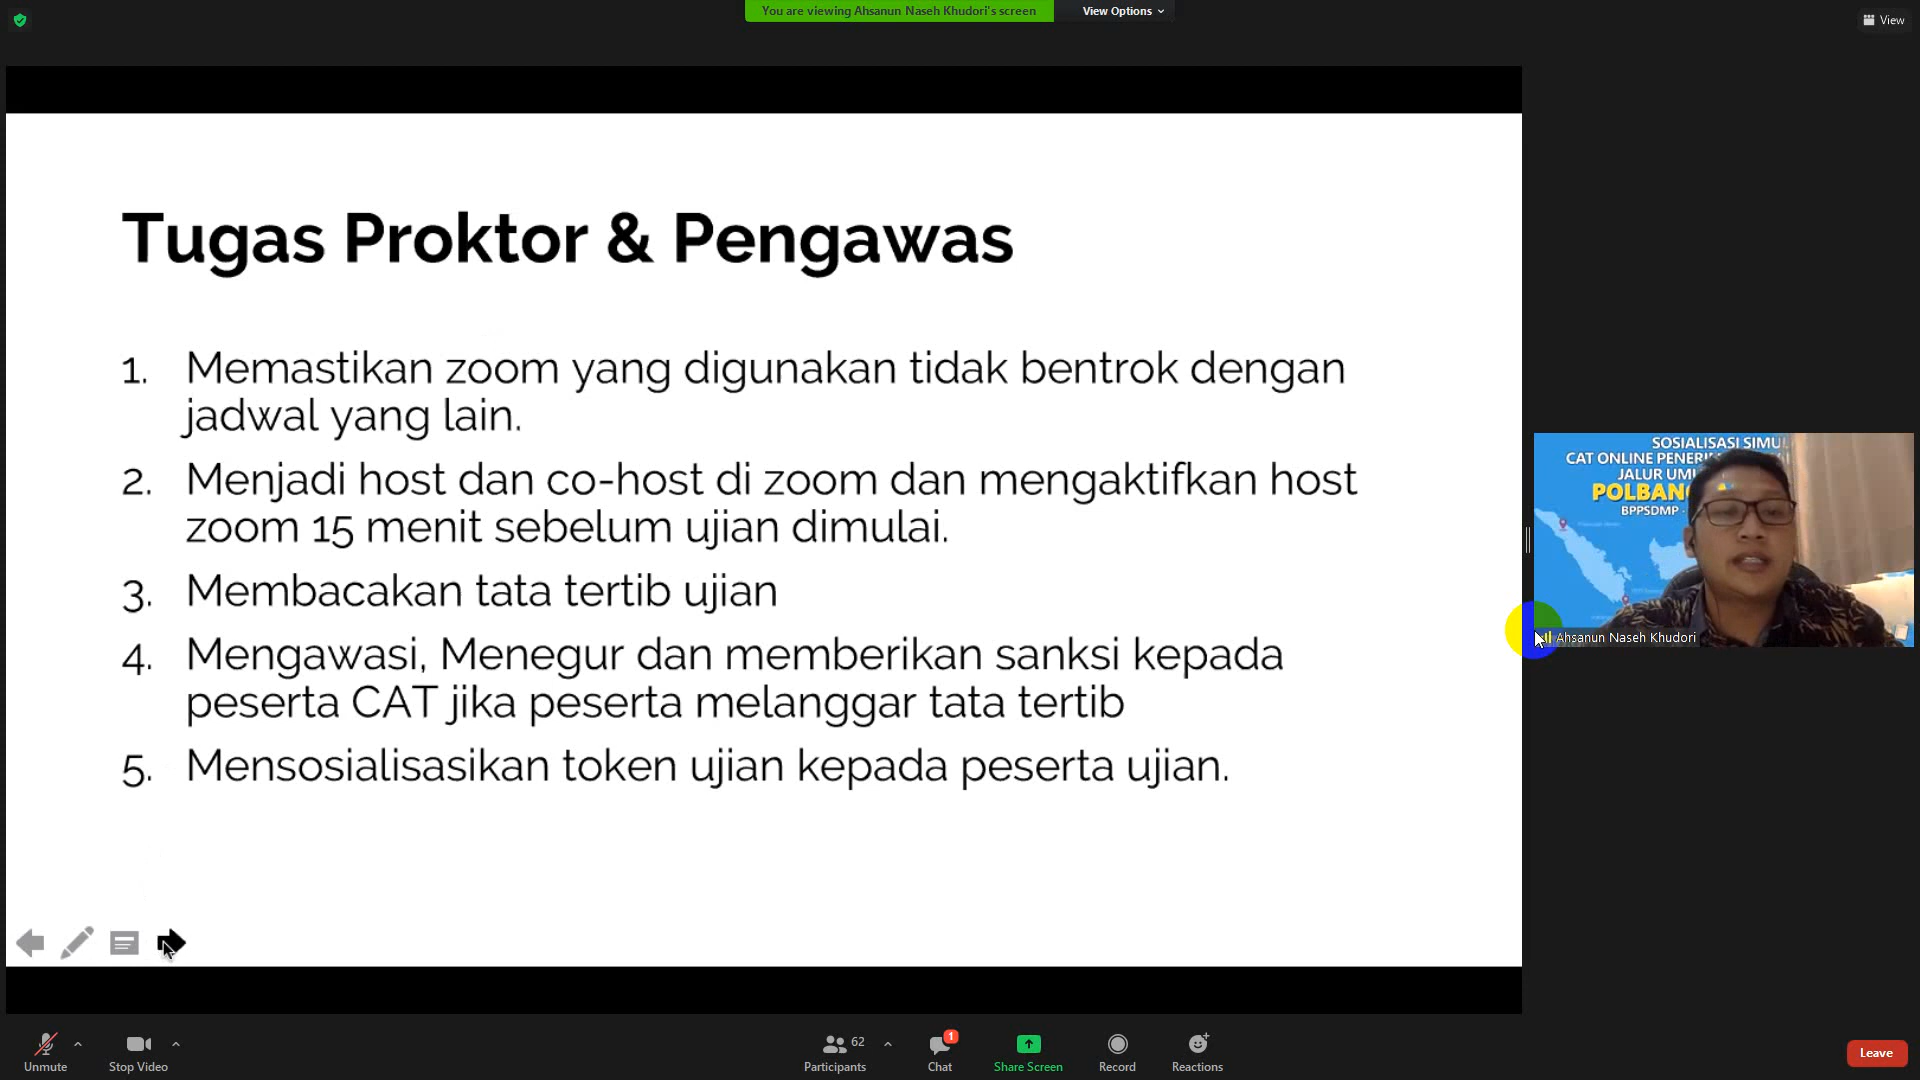 You are viewing Ahsanun Naseh Khudori's screen
View Options
View
Tugas Proktor & Pengawas
1. Memastikan zoom yang digunakan tidak bentrok dengan
jadwal yang lain.
2. Menjadi host dan co-host di zoom dan mengaktifkan host
zoom 15 menit sebelum ujian dimulai.
3. Membacakan tata tertib ujian
4. Mengawasi, Menegur dan memberikan sanksi kepada
peserta CAT jika peserta melanggar tata tertib
5. Mensosialisasikan token ujian kepada peserta ujian.
SOSIALISASI SIMU
CAT ONLINE PENERI
JALUR UM
POLBAN
BPPSDMP -
Ahsanun Naseh Khudori
Unmute
Stop Video
62
Participants
1
Chat
Share Screen
Record
Reactions
Leave